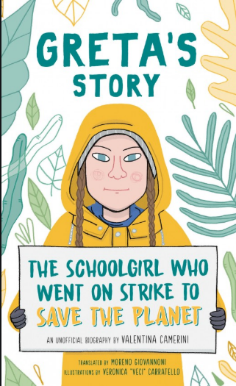 GRETA'S
STORY
THE SCHOOLGIRL WHO
WENT ON STRIKE TO
SAVE THE PLANET
AN UNOFFICIAL BIOGRAPHY BY VALENTINA CAMERINI
TRANSLATED BY MORENO GIOVANNONI
ILLUSTRATIONS BY VERONICA "VECI" CARRATELLO